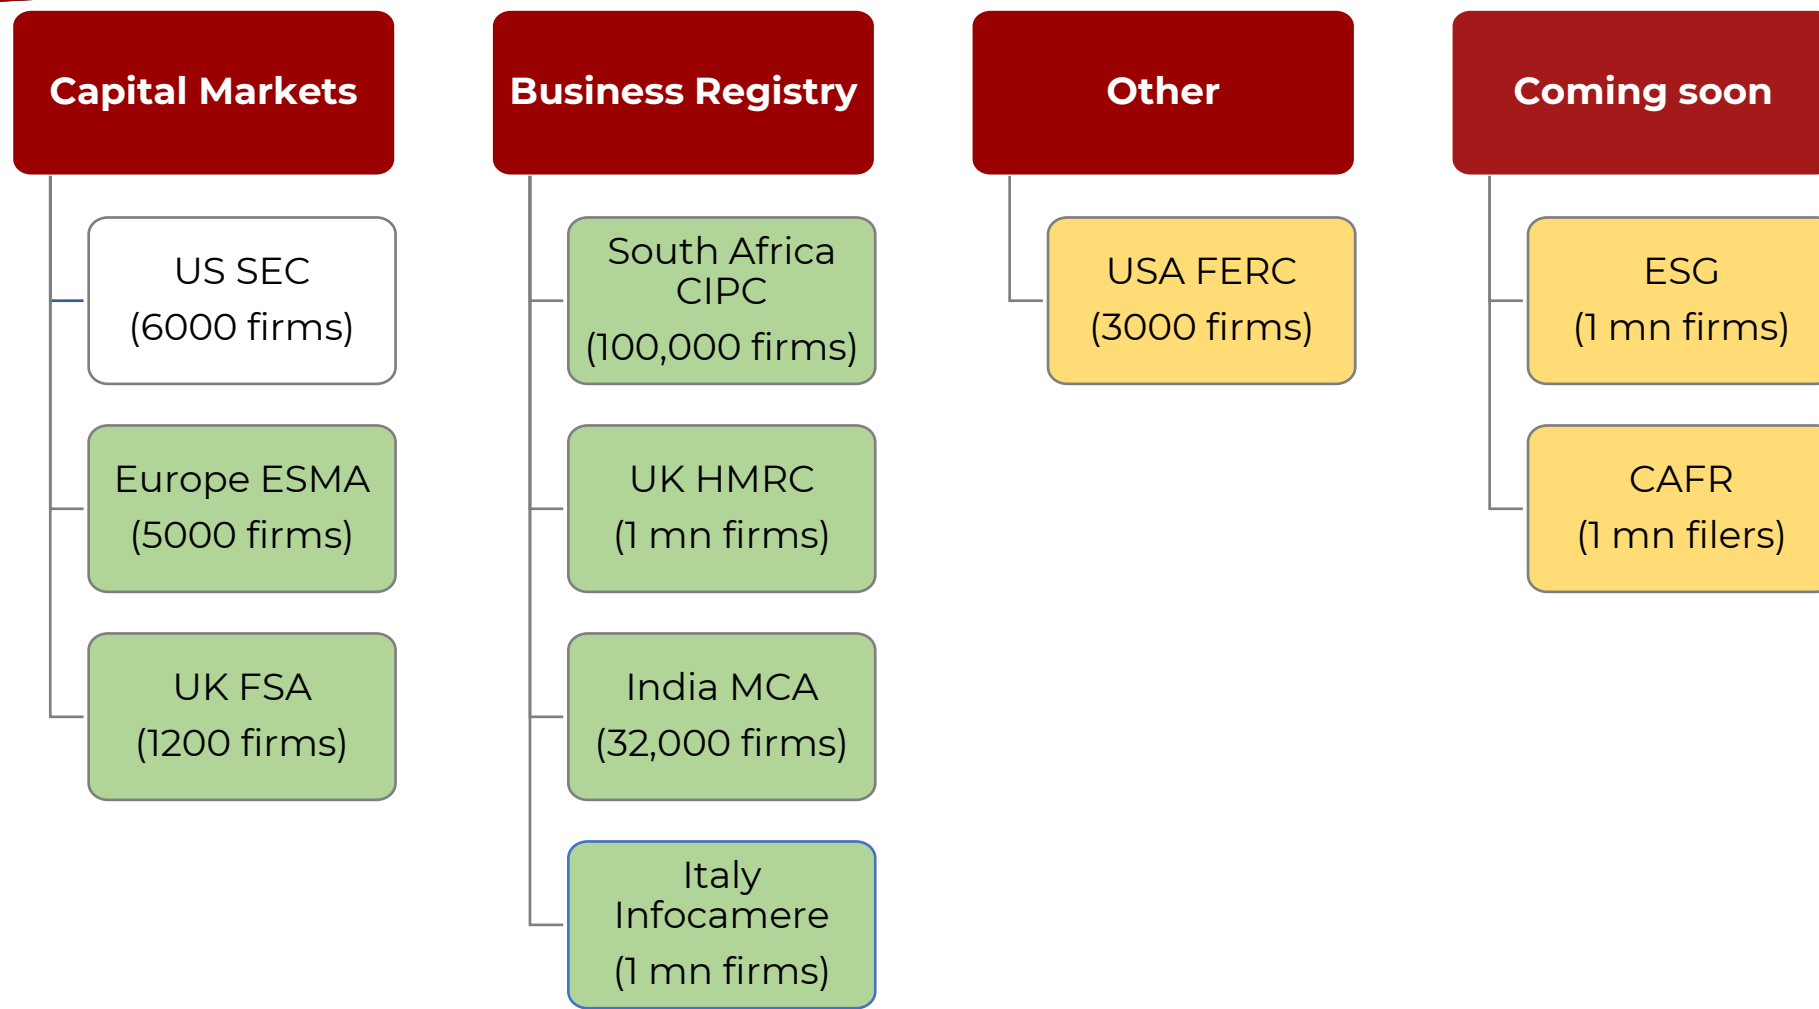 Capital Markets
US SEC
(6000 firms)
Europe ESMA
(5000 firms)
UK FSA
(1200 firms)
Business Registry
South Africa
CIPC
(100,000 firms)
UK HMRC
(1 mn firms)
India MCA
(32,000 firms)
Italy
Infocamere
(1 mn firms)
Other
USA FERC
(3000 firms)
Coming soon
ESG
(1 mn firms)
CAFR
(1 mn filers)